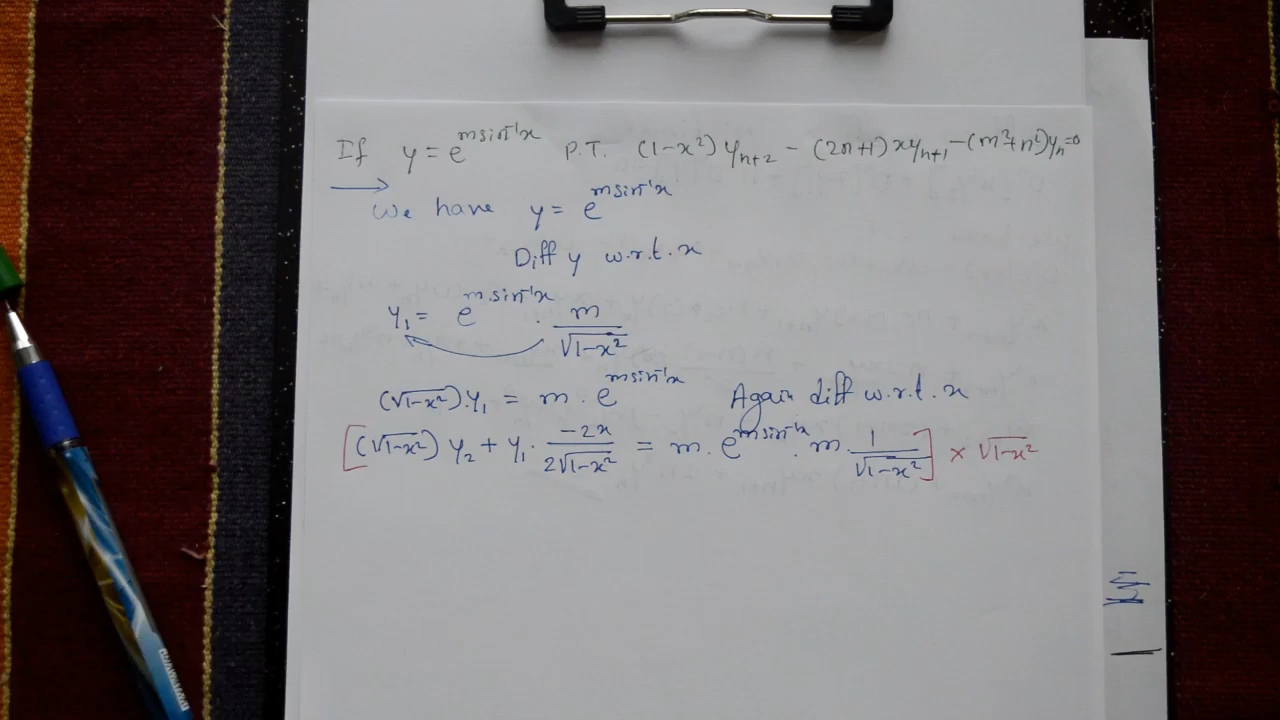 If y = e^{m sin⁻¹x} P.T. (1-x²) y_{n+2} - (2n+1) x y_{n+1} - (m²+n²) y_n = 0
We have y = e^{m sin⁻¹x}
Diff y w.r.t. x
y₁ = e^{m sin⁻¹x} · m/√(1-x²)
(√(1-x²)) y₁ = m · e^{m sin⁻¹x} Again diff w.r.t. x
[(√(1-x²)) y₂ + y₁ · -2x/(2√(1-x²)) = m · e^{m sin⁻¹x} · m · 1/√(1-x²)] × √(1-x²)